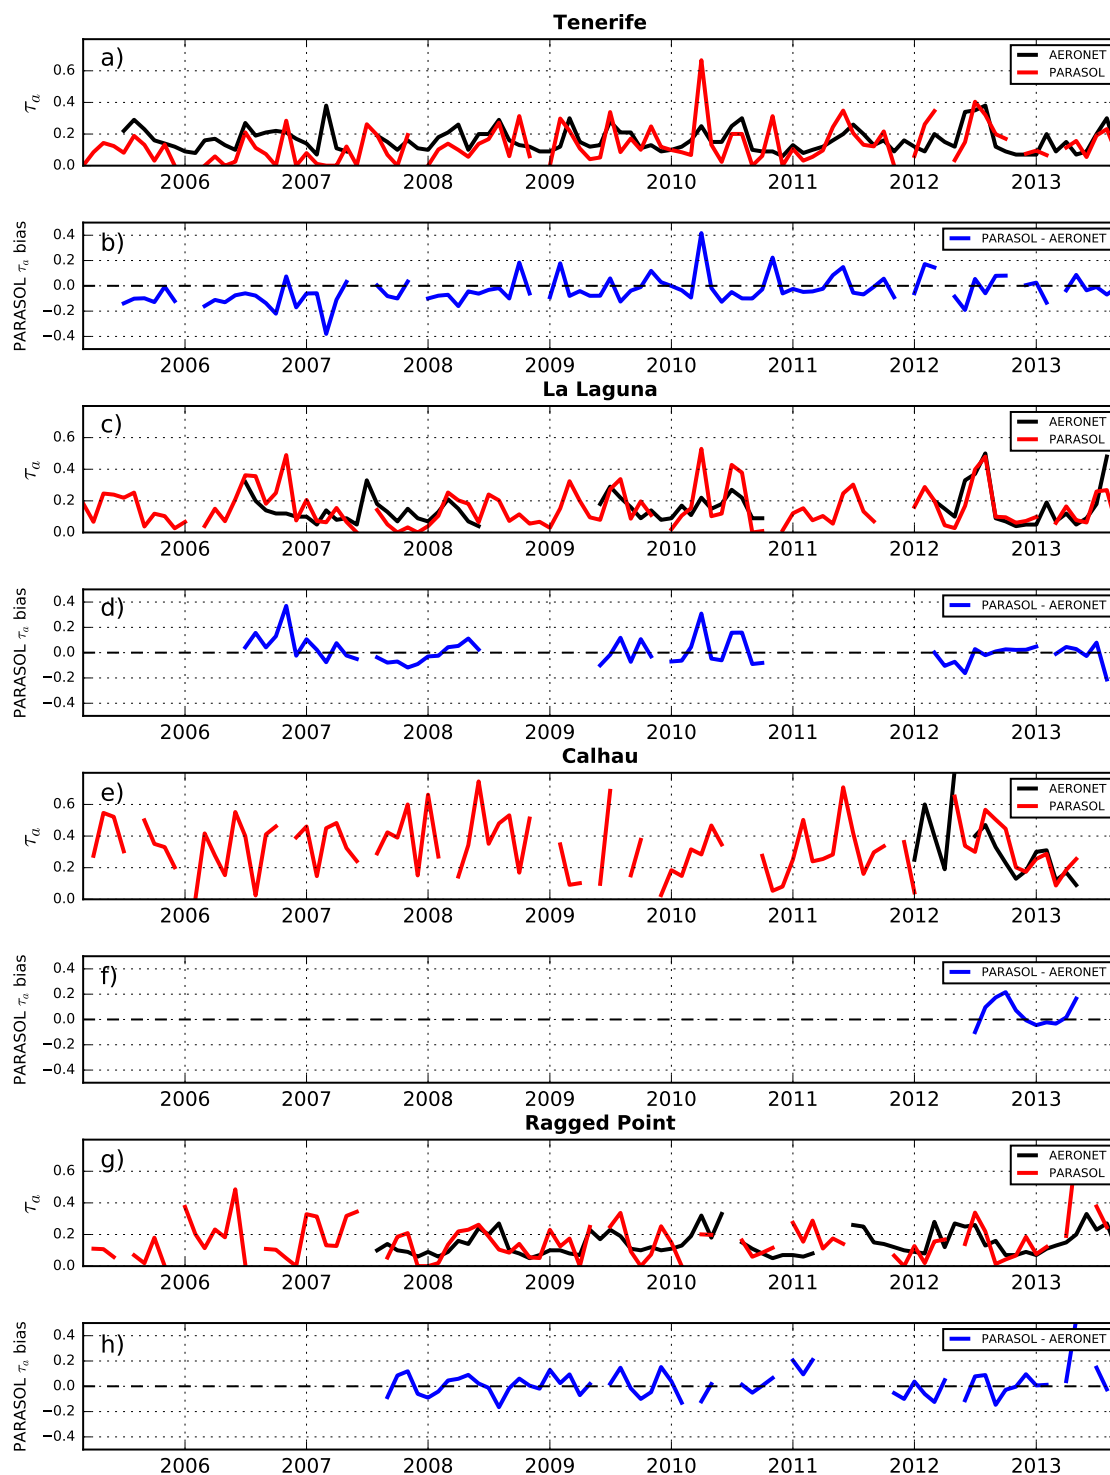 Tenerife
a)
AERONET
PARASOL
τa
0.6
0.4
0.2
0.0
2006 2007 2008 2009 2010 2011 2012 2013
b)
PARASOL - AERONET
PARASOL τa bias
0.4
0.2
0.0
−0.2
−0.4
2006 2007 2008 2009 2010 2011 2012 2013
La Laguna
c)
AERONET
PARASOL
τa
0.6
0.4
0.2
0.0
2006 2007 2008 2009 2010 2011 2012 2013
d)
PARASOL - AERONET
PARASOL τa bias
0.4
0.2
0.0
−0.2
−0.4
2006 2007 2008 2009 2010 2011 2012 2013
Calhau
e)
AERONET
PARASOL
τa
0.6
0.4
0.2
0.0
2006 2007 2008 2009 2010 2011 2012 2013
f)
PARASOL - AERONET
PARASOL τa bias
0.4
0.2
0.0
−0.2
−0.4
2006 2007 2008 2009 2010 2011 2012 2013
Ragged Point
g)
AERONET
PARASOL
τa
0.6
0.4
0.2
0.0
2006 2007 2008 2009 2010 2011 2012 2013
h)
PARASOL - AERONET
PARASOL τa bias
0.4
0.2
0.0
−0.2
−0.4
2006 2007 2008 2009 2010 2011 2012 2013